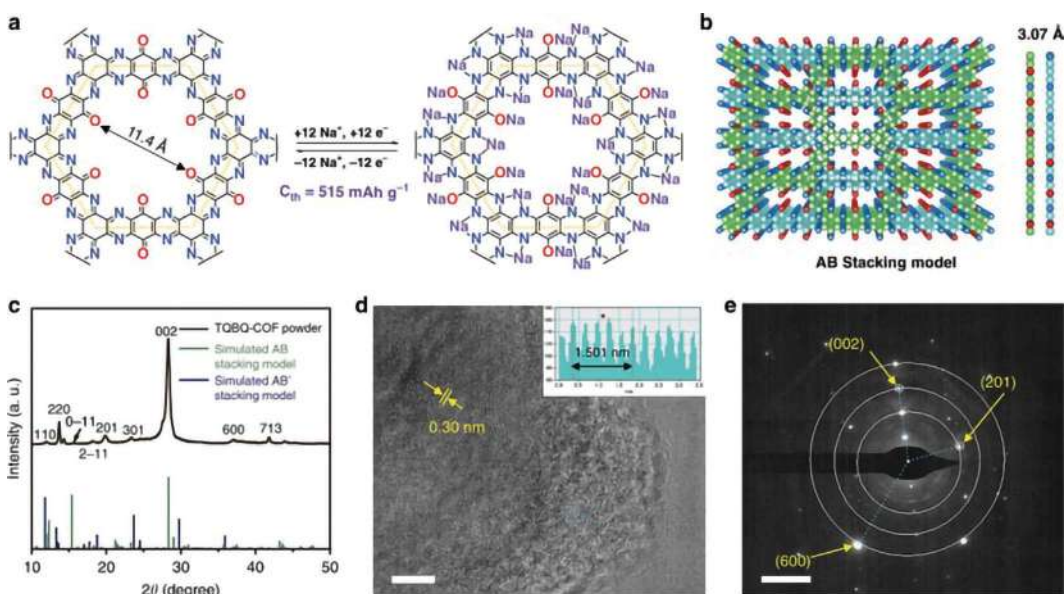 a
11.4 Å
+12 Na⁺, +12 e⁻
−12 Na⁺, −12 e⁻
Cth = 515 mAh g⁻¹
b
3.07 Å
AB Stacking model
c
002
TQBQ-COF powder
Simulated AB
stacking model
Simulated AB'
stacking model
220
0−11
110
201
301
600
713
2−11
Intensity (a. u.)
10
20
30
40
50
2θ (degree)
d
1.501 nm
0.30 nm
e
(002)
(201)
(600)